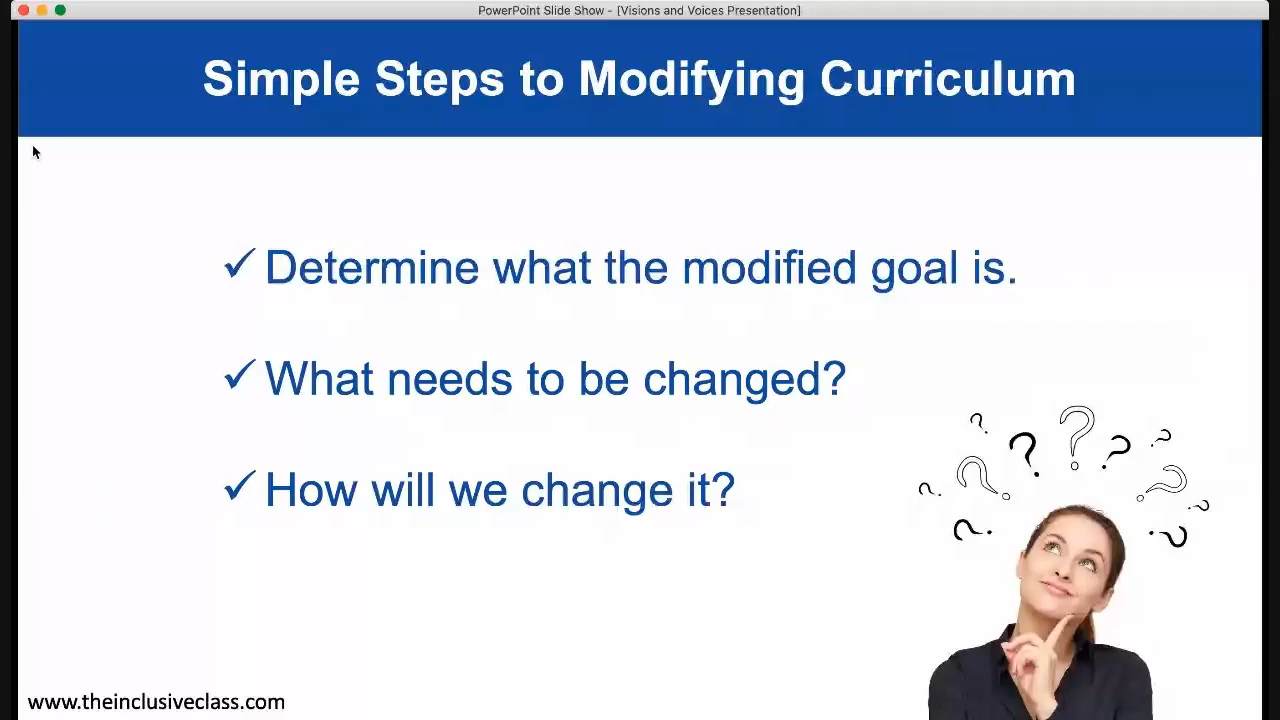 PowerPoint Slide Show - [Visions and Voices Presentation]
Simple Steps to Modifying Curriculum
✓ Determine what the modified goal is.
✓ What needs to be changed?
✓ How will we change it?
? ? ? ? ? ? ? ? ? ? ?
www.theinclusiveclass.com